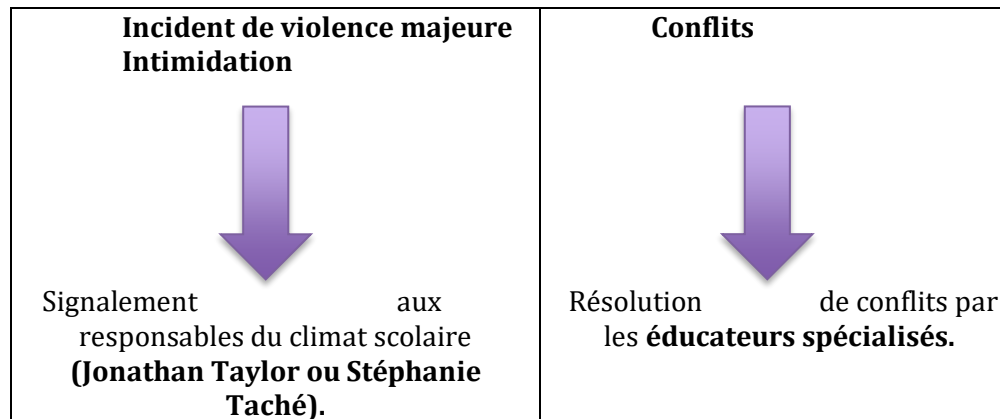 Incident de violence majeure
Intimidation
Signalement aux
responsables du climat scolaire
(Jonathan Taylor ou Stéphanie
Taché).
Conflits
Résolution de conflits par
les éducateurs spécialisés.